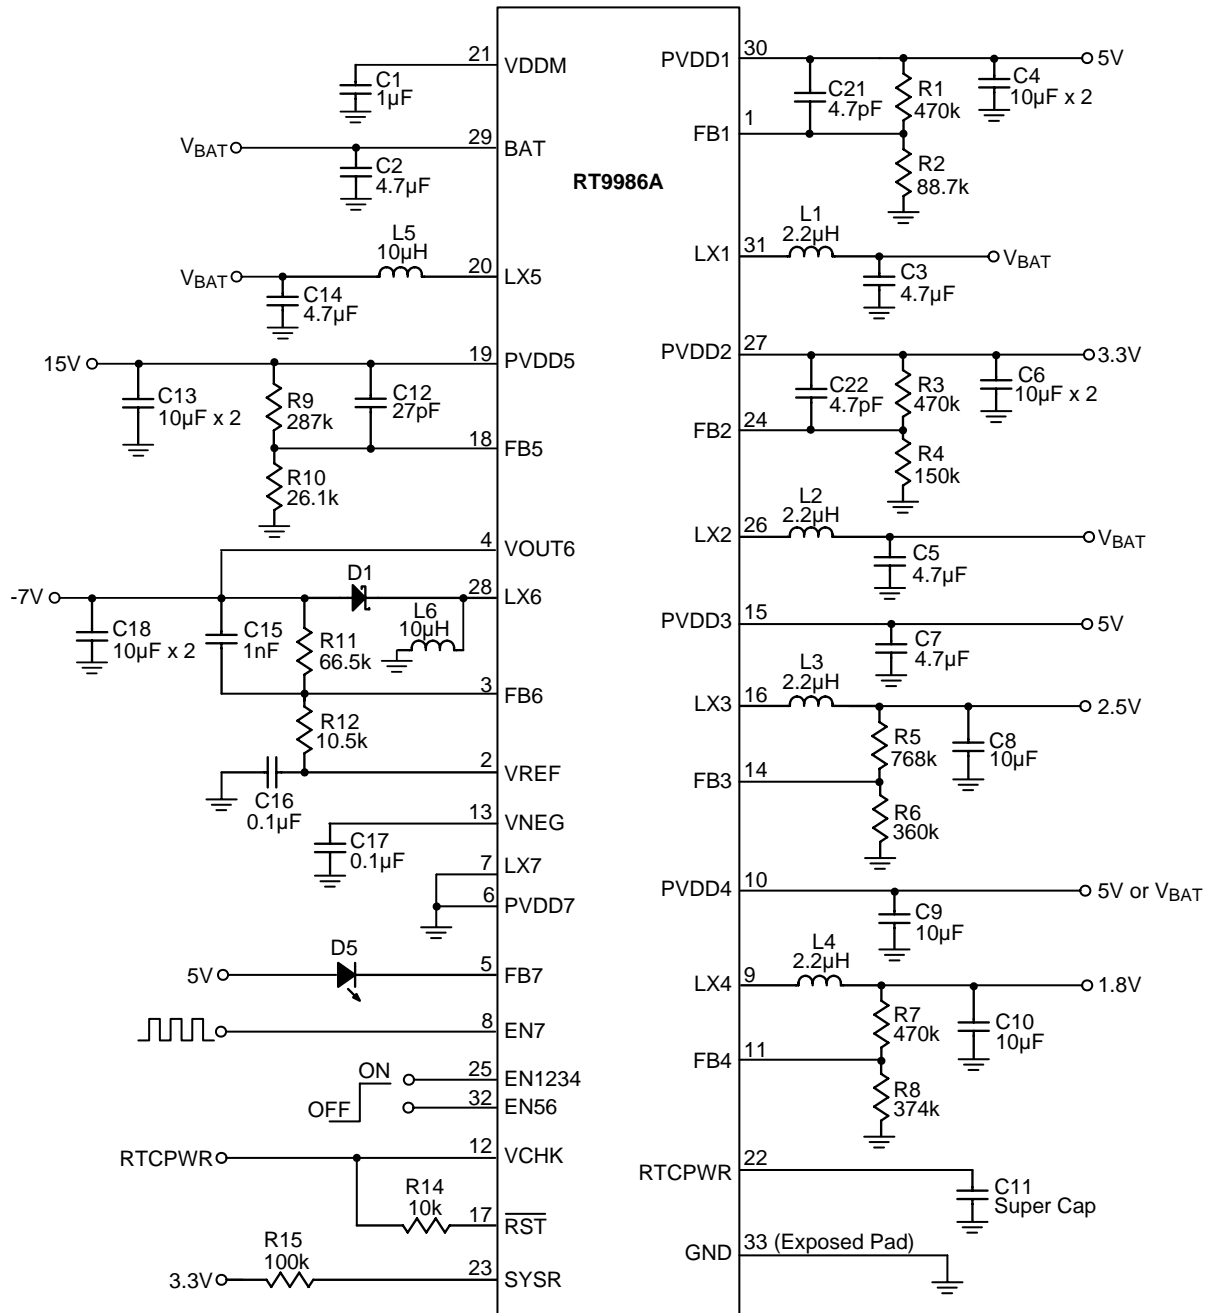 RT9986A
21 VDDM
C1
1µF
V_BAT 29 BAT
C2
4.7µF
L5
10µH
V_BAT 20 LX5
C14
4.7µF
15V 19 PVDD5
C13
10µF x 2
R9
287k
C12
27pF
18 FB5
R10
26.1k
4 VOUT6
D1
-7V 28 LX6
L6
10µH
C18
10µF x 2
C15
1nF
R11
66.5k
3 FB6
R12
10.5k
2 VREF
C16
0.1µF
13 VNEG
C17
0.1µF
7 LX7
6 PVDD7
D5
5V 5 FB7
8 EN7
ON 25 EN1234
OFF 32 EN56
RTCPWR 12 VCHK
R14
10k
17 R̅S̅T̅
R15
100k
3.3V 23 SYSR
PVDD1 30 5V
C21
4.7pF
R1
470k
C4
10µF x 2
FB1 1
R2
88.7k
L1
2.2µH
LX1 31 V_BAT
C3
4.7µF
PVDD2 27 3.3V
C22
4.7pF
R3
470k
C6
10µF x 2
FB2 24
R4
150k
L2
2.2µH
LX2 26 V_BAT
C5
4.7µF
PVDD3 15 5V
C7
4.7µF
L3
2.2µH
LX3 16 2.5V
R5
768k
C8
10µF
FB3 14
R6
360k
PVDD4 10 5V or V_BAT
C9
10µF
L4
2.2µH
LX4 9 1.8V
R7
470k
C10
10µF
FB4 11
R8
374k
RTCPWR 22
C11
Super Cap
GND 33 (Exposed Pad)